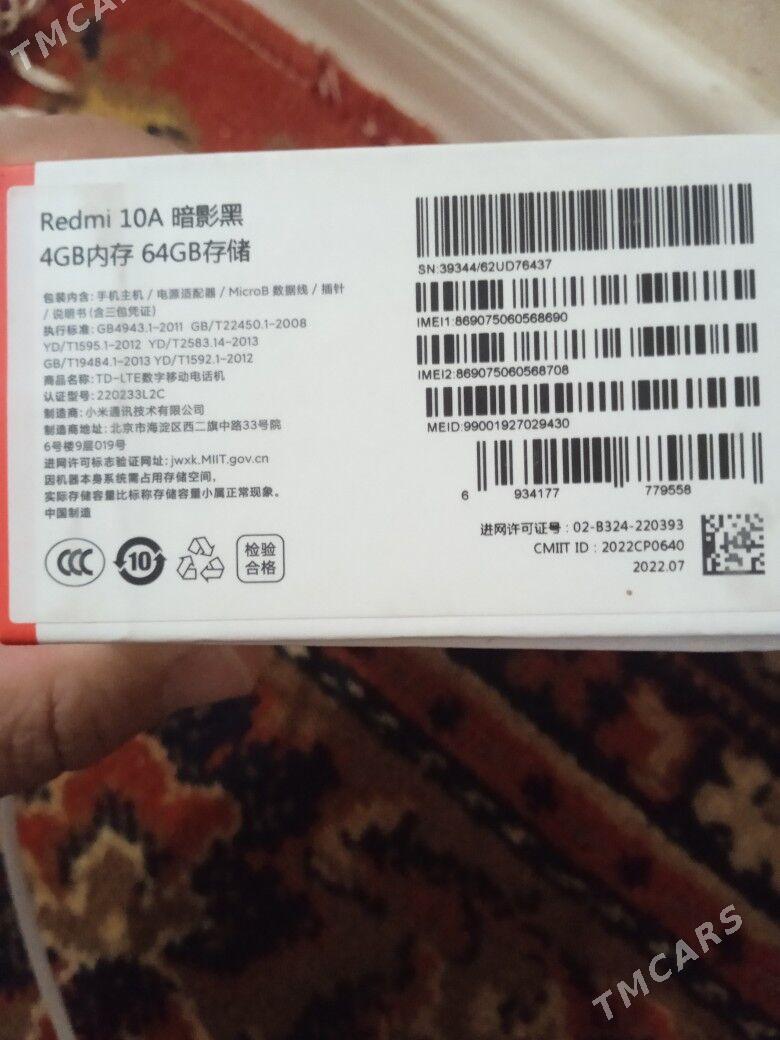 TMCARS
Redmi 10A 暗影黑
4GB内存 64GB存储
包装内含: 手机主机 / 电源适配器 / MicroB 数据线 / 插针
/ 说明书(含三包凭证)
执行标准: GB4943.1-2011 GB/T22450.1-2008
YD/T1595.1-2012 YD/T2583.14-2013
GB/T19484.1-2013 YD/T1592.1-2012
商品名称: TD-LTE数字移动电话机
认证型号: 220233L2C
制造商: 小米通讯技术有限公司
制造商地址: 北京市海淀区西二旗中路33号院
6号楼9层019号
进网许可标志验证网址: jwxk.MIIT.gov.cn
因机器本身系统需占用存储空间,
实际存储容量比标称存储容量小属正常现象。
中国制造
CCC
10
检验
合格
SN:39344/62UD76437
IMEI1:869075060568690
IMEI2:869075060568708
MEID:99001927029430
6 934177 779558
进网许可证号 : 02-B324-220393
CMIIT ID : 2022CP0640
2022.07
TMCARS